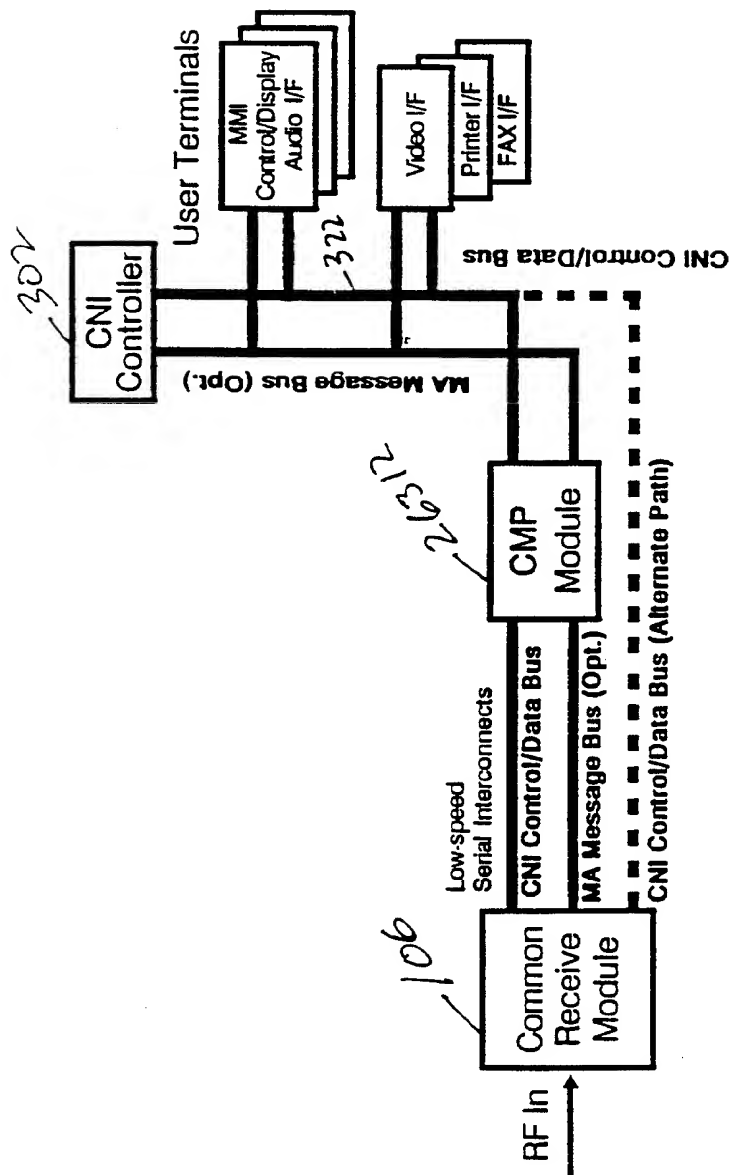 RF In
106
Common
Receive
Module
Low-speed
Serial Interconnects
CNI Control/Data Bus
MA Message Bus (Opt.)
CNI Control/Data Bus (Alternate Path)
26312
CMP
Module
302
CNI
Controller
MA Message Bus (Opt.)
322
CNI Control/Data Bus
User Terminals
MMI
Control/Display
Audio I/F
Video I/F
Printer I/F
FAX I/F